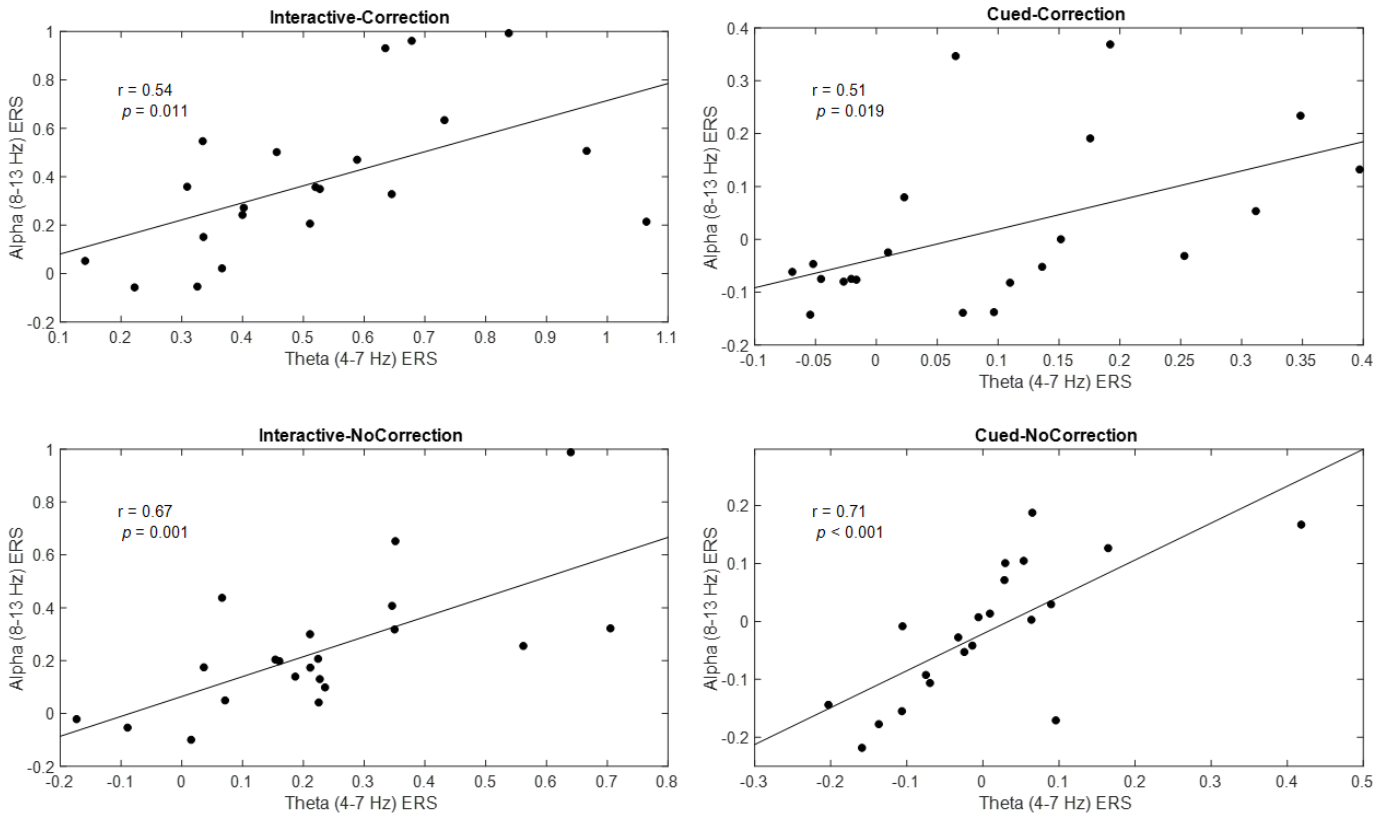 Interactive-Correction
r = 0.54
p = 0.011
Alpha (8-13 Hz) ERS
1
0.8
0.6
0.4
0.2
0
-0.2
0.1 0.2 0.3 0.4 0.5 0.6 0.7 0.8 0.9 1 1.1
Theta (4-7 Hz) ERS
Cued-Correction
r = 0.51
p = 0.019
Alpha (8-13 Hz) ERS
0.4
0.3
0.2
0.1
0
-0.1
-0.2
-0.1 -0.05 0 0.05 0.1 0.15 0.2 0.25 0.3 0.35 0.4
Theta (4-7 Hz) ERS
Interactive-NoCorrection
r = 0.67
p = 0.001
Alpha (8-13 Hz) ERS
1
0.8
0.6
0.4
0.2
0
-0.2
-0.2 -0.1 0 0.1 0.2 0.3 0.4 0.5 0.6 0.7 0.8
Theta (4-7 Hz) ERS
Cued-NoCorrection
r = 0.71
p < 0.001
Alpha (8-13 Hz) ERS
0.2
0.1
0
-0.1
-0.2
-0.3 -0.2 -0.1 0 0.1 0.2 0.3 0.4 0.5
Theta (4-7 Hz) ERS